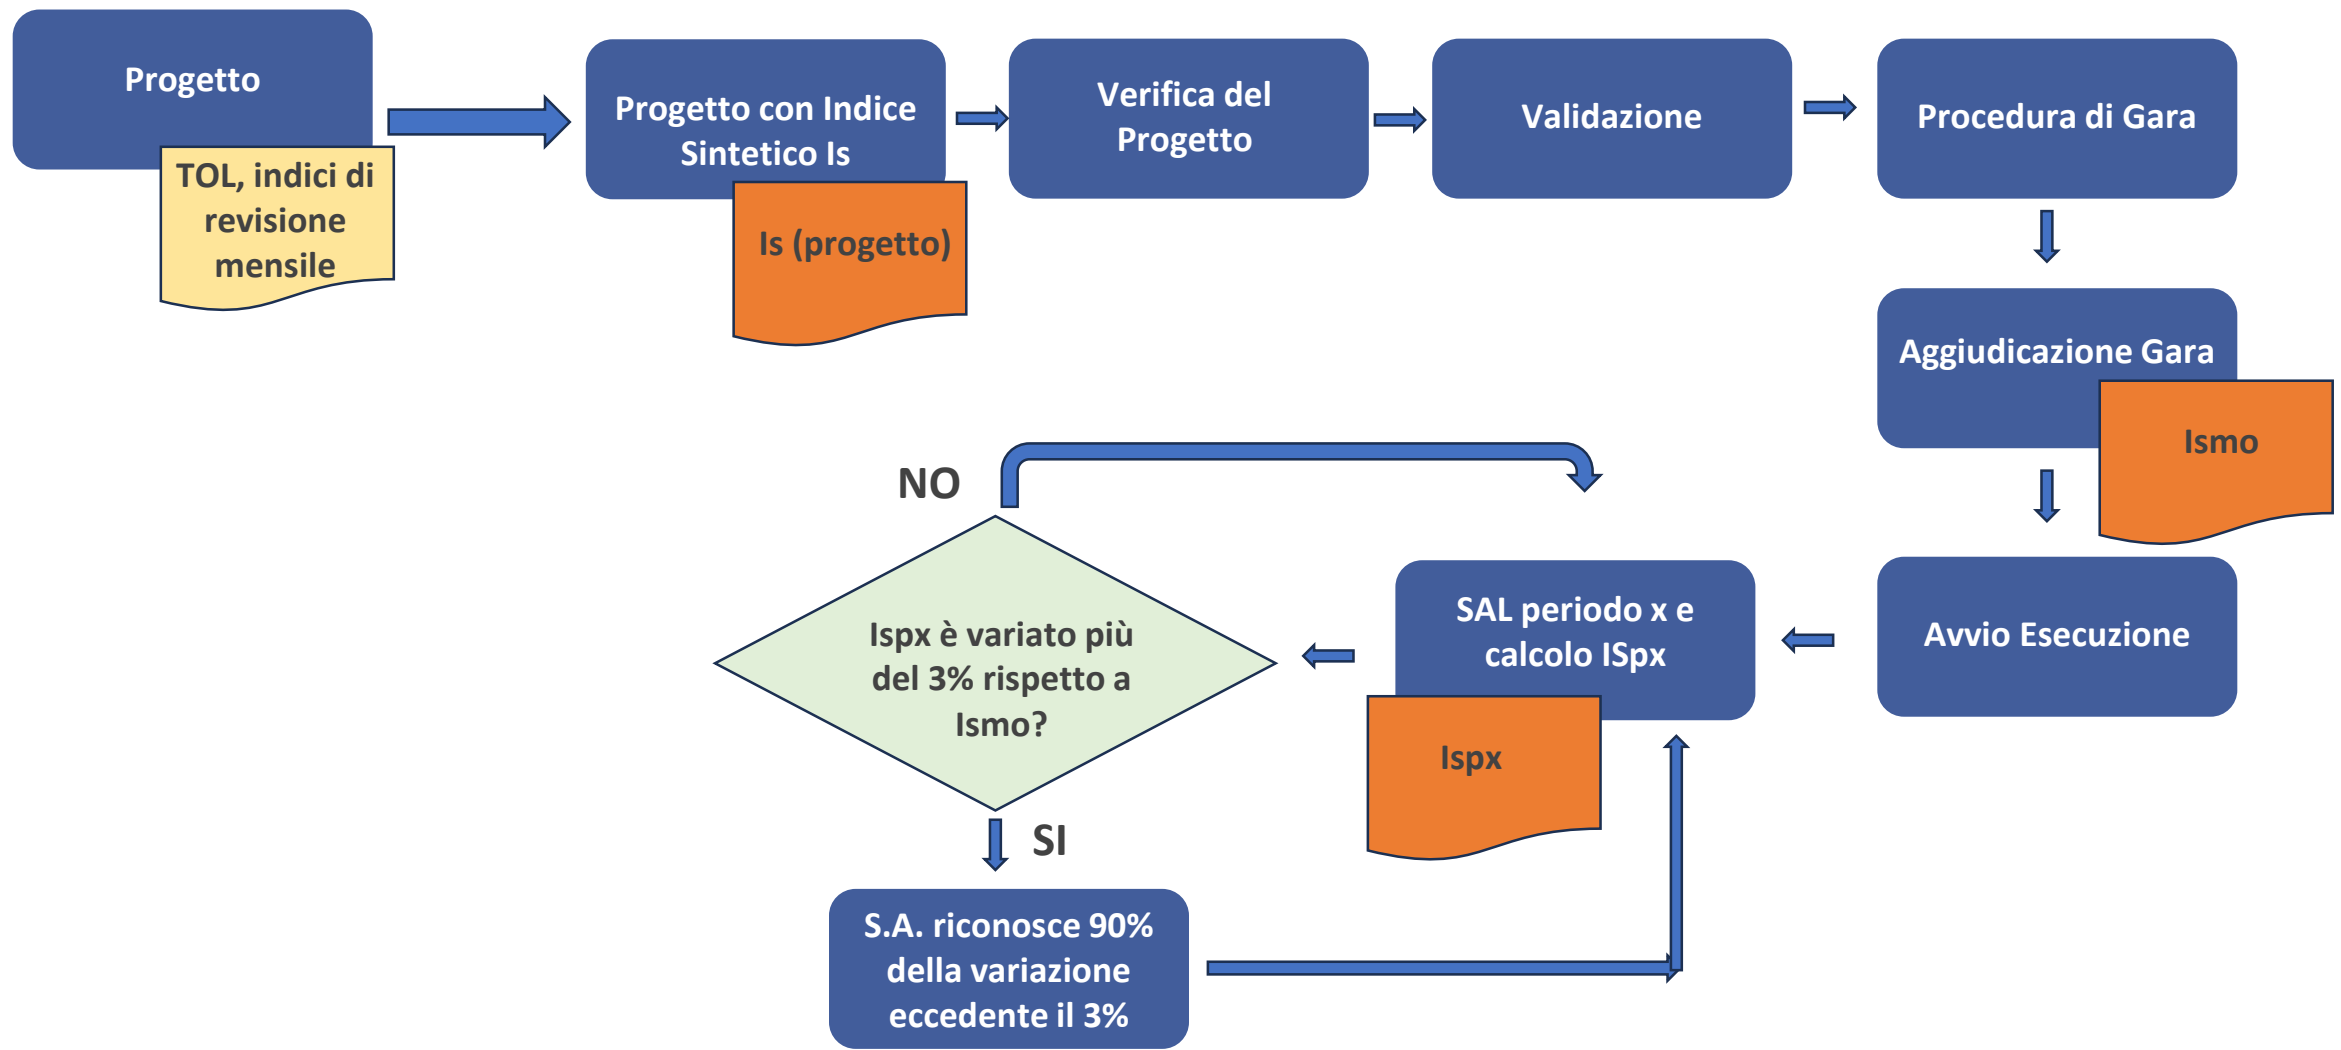 Progetto
TOL, indici di
revisione
mensile
Progetto con Indice
Sintetico Is
Is (progetto)
Verifica del
Progetto
Validazione
Procedura di Gara
Aggiudicazione Gara
Ismo
Avvio Esecuzione
SAL periodo x e
calcolo ISpx
Ispx
NO
Ispx è variato più
del 3% rispetto a
Ismo?
SI
S.A. riconosce 90%
della variazione
eccedente il 3%